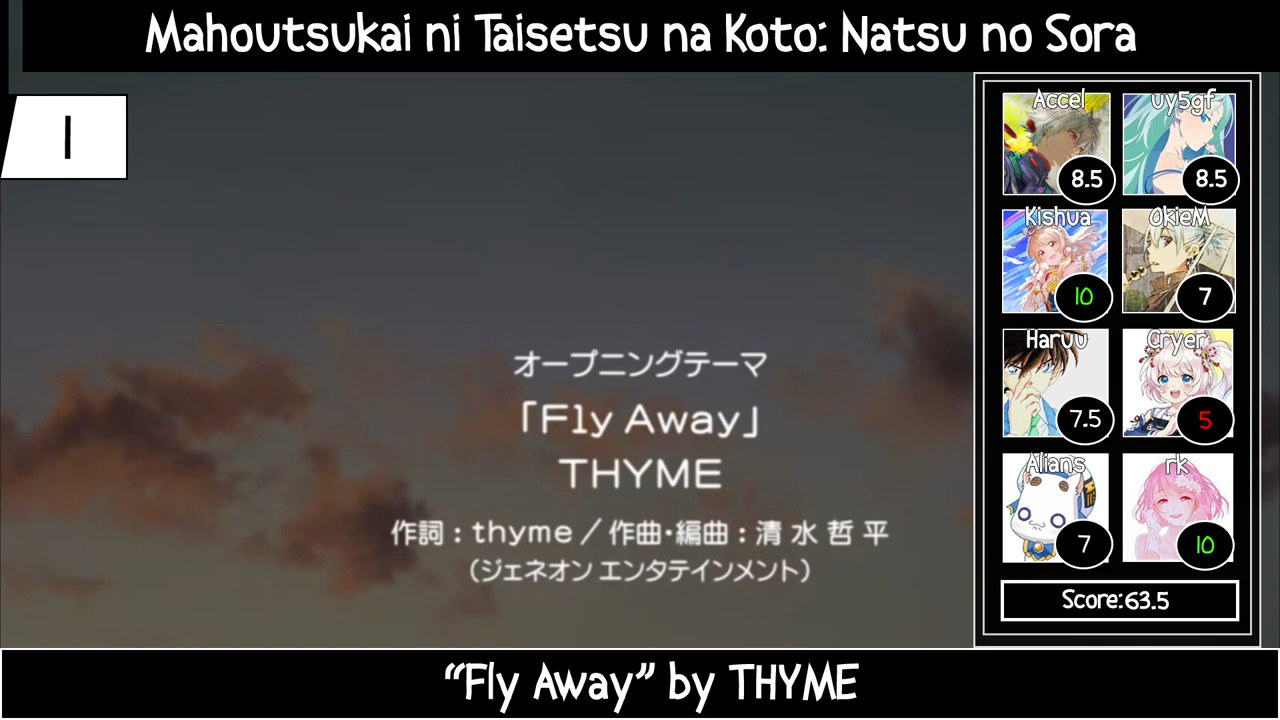 Mahoutsukai ni Taisetsu na Koto: Natsu no Sora
1
オープニングテーマ
「Fly Away」
THYME
作詞：thyme／作曲・編曲：清水哲平
（ジェネオン エンタテインメント）
Accel
8.5
uy5gf
8.5
Kishua
10
OkieM
7
Haruu
7.5
Cryer
5
Alians
7
rk
10
Score:63.5
“Fly Away” by THYME